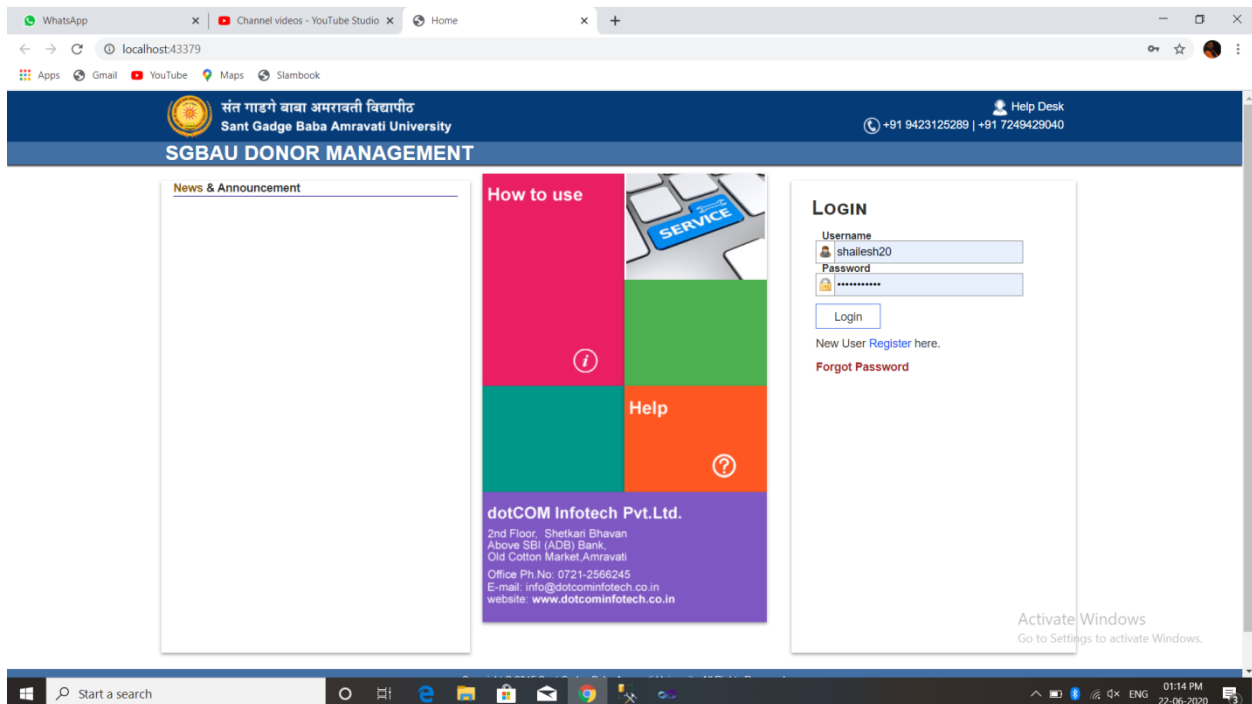 WhatsApp
Channel videos - YouTube Studio
Home
localhost:43379
Apps
Gmail
YouTube
Maps
Slambook
संत गाडगे बाबा अमरावती विद्यापीठ
Sant Gadge Baba Amravati University
Help Desk
+91 9423125289 | +91 7249429040
SGBAU DONOR MANAGEMENT
News & Announcement
How to use
SERVICE
Help
dotCOM Infotech Pvt.Ltd.
2nd Floor, Shetkari Bhavan
Above SBI (ADB) Bank,
Old Cotton Market,Amravati
Office Ph.No: 0721-2566245
E-mail: info@dotcominfotech.co.in
website: www.dotcominfotech.co.in
LOGIN
Username
shailesh20
Password
Login
New User Register here.
Forgot Password
Activate Windows
Go to Settings to activate Windows.
Start a search
ENG
01:14 PM
22-06-2020
3